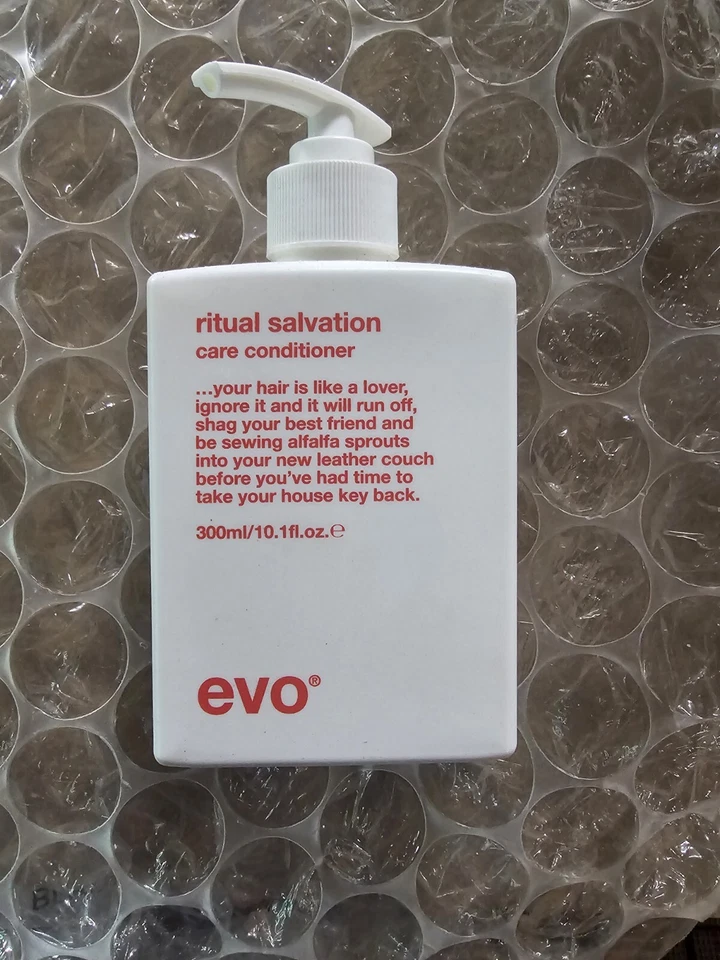 ritual salvation
care conditioner
...your hair is like a lover,
ignore it and it will run off,
shag your best friend and
be sewing alfalfa sprouts
into your new leather couch
before you've had time to
take your house key back.
300ml/10.1fl.oz.℮
evo®